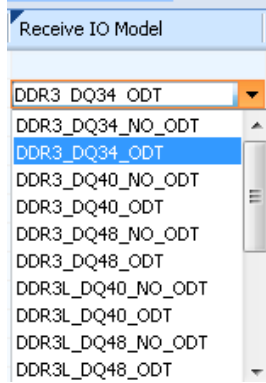 Receive IO Model
DDR3_DQ34_ODT
DDR3_DQ34_NO_ODT
DDR3_DQ34_ODT
DDR3_DQ40_NO_ODT
DDR3_DQ40_ODT
DDR3_DQ48_NO_ODT
DDR3_DQ48_ODT
DDR3L_DQ40_NO_ODT
DDR3L_DQ40_ODT
DDR3L_DQ48_NO_ODT
DDR3L_DQ48_ODT